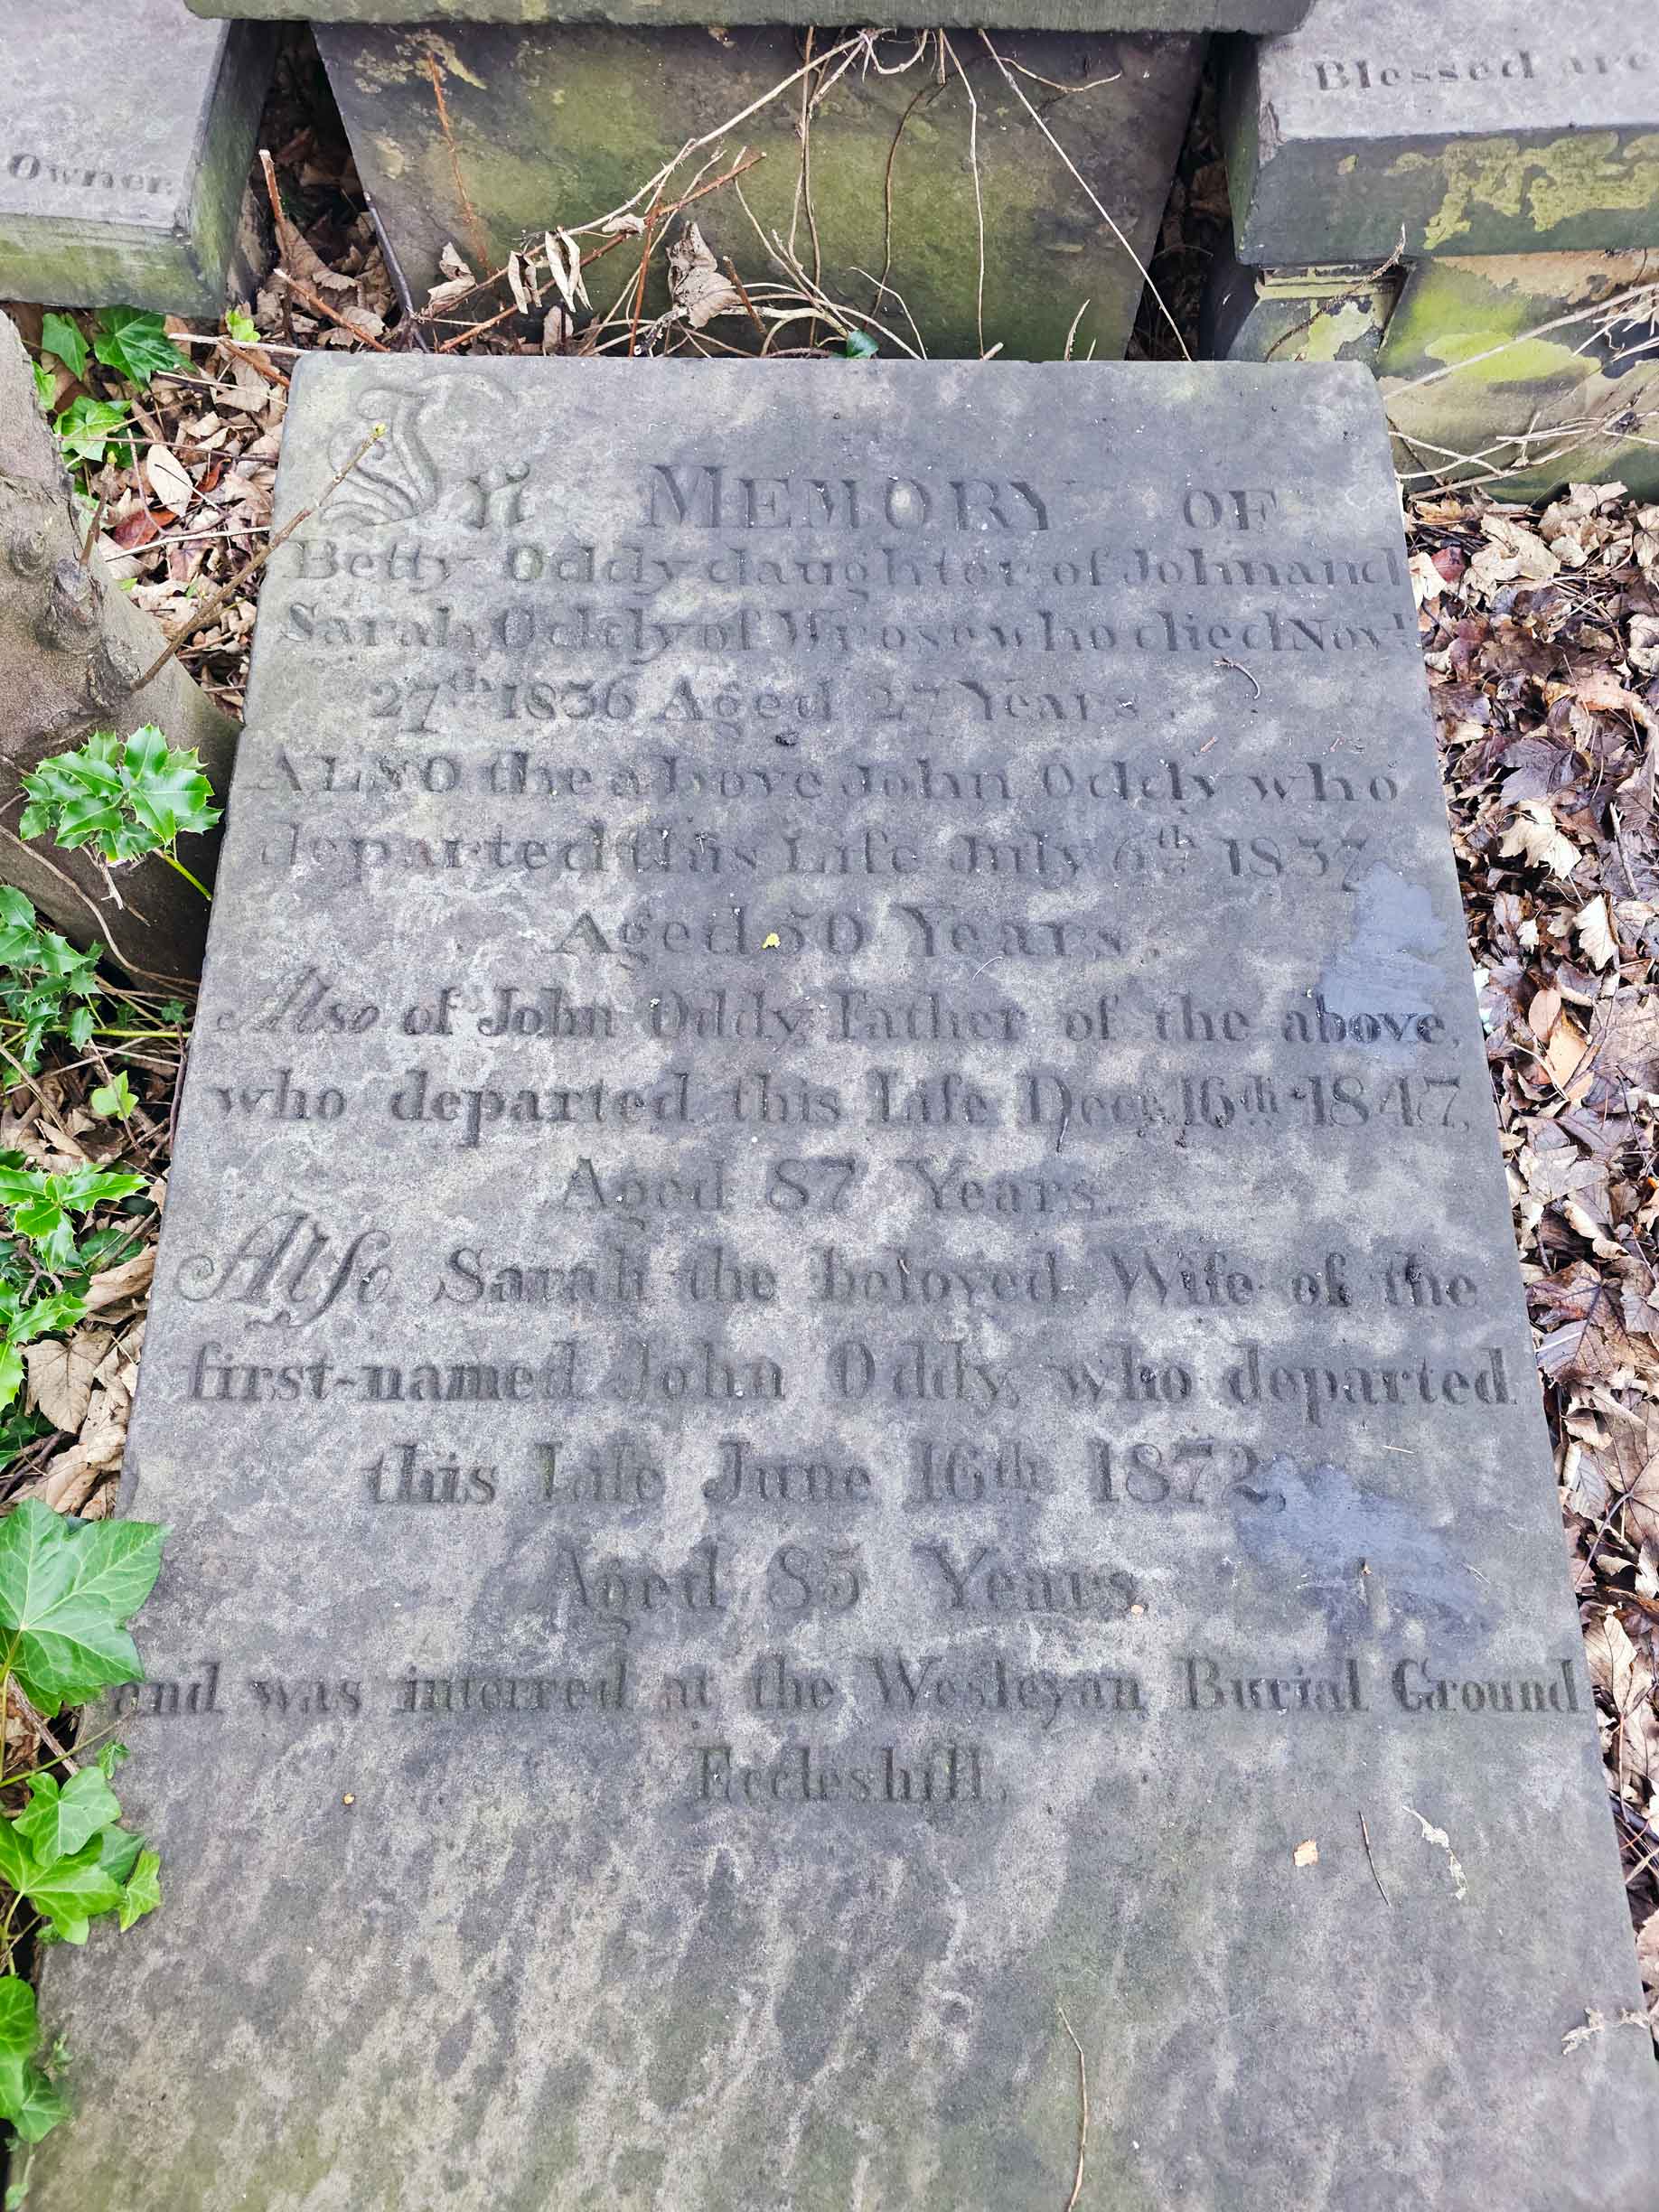 Owner.
Blessed are
In MEMORY OF
Betty Oddy daughter of John and
Sarah Oddy of Wrose who died Novr.
27th 1836 Aged 27 Years.
ALSO the above John Oddy who
departed this Life July 6th 1837
Aged 50 Years.
Also of John Oddy, Father of the above,
who departed this Life Decr. 16th 1847,
Aged 87 Years.
Also, Sarah the beloved Wife of the
first-named John Oddy, who departed
this Life June 16th 1872,
Aged 85 Years.
and was interred at the Wesleyan Burial Ground
Eccleshill.